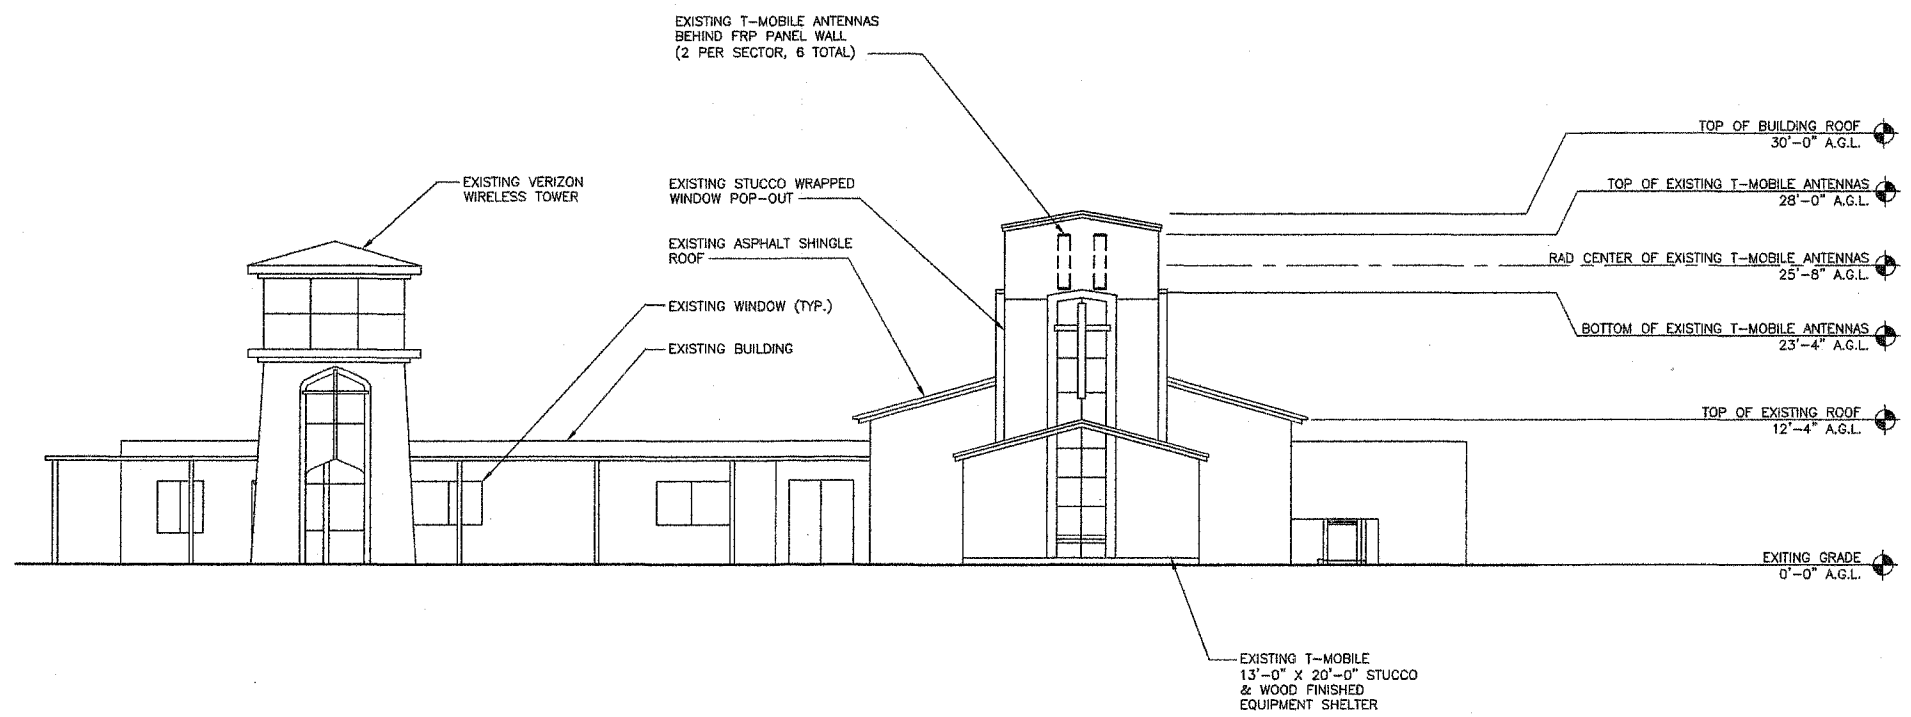 EXISTING T-MOBILE ANTENNAS
BEHIND FRP PANEL WALL
(2 PER SECTOR, 6 TOTAL)
TOP OF BUILDING ROOF
30'-0" A.G.L.
EXISTING VERIZON
WIRELESS TOWER
EXISTING STUCCO WRAPPED
WINDOW POP-OUT
TOP OF EXISTING T-MOBILE ANTENNAS
28'-0" A.G.L.
EXISTING ASPHALT SHINGLE
ROOF
RAD CENTER OF EXISTING T-MOBILE ANTENNAS
25'-8" A.G.L.
EXISTING WINDOW (TYP.)
BOTTOM OF EXISTING T-MOBILE ANTENNAS
23'-4" A.G.L.
EXISTING BUILDING
TOP OF EXISTING ROOF
12'-4" A.G.L.
EXITING GRADE
0'-0" A.G.L.
EXISTING T-MOBILE
13'-0" X 20'-0" STUCCO
& WOOD FINISHED
EQUIPMENT SHELTER